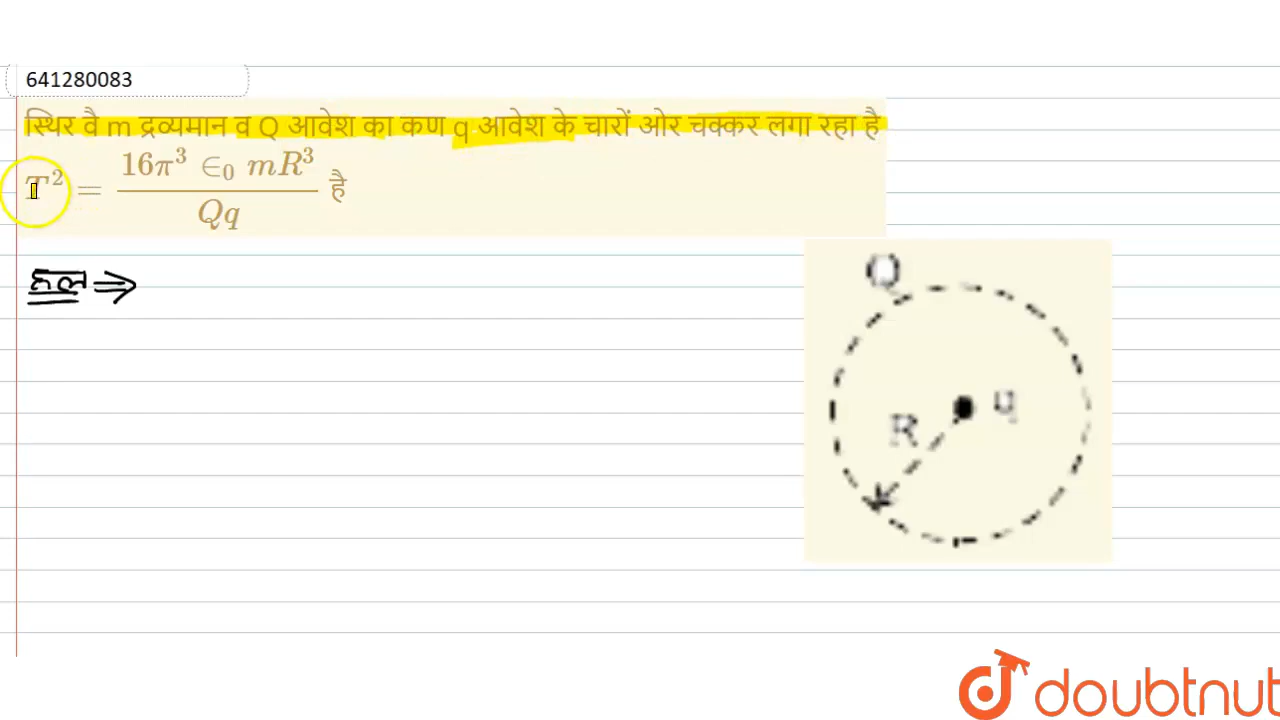 641280083
स्थिर वै m द्रव्यमान व Q आवेश का कण q आवेश के चारों ओर चक्कर लगा रहा है
T² = 16π³ ∈₀ mR³ / Qq है
हल ⇒
Q
R q
doubtnut